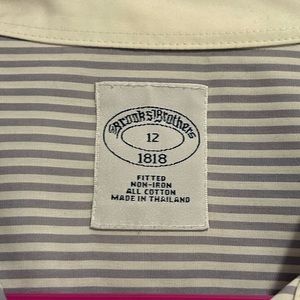 Brooks Brothers
12
1818
FITTED
NON-IRON
ALL COTTON
MADE IN THAILAND